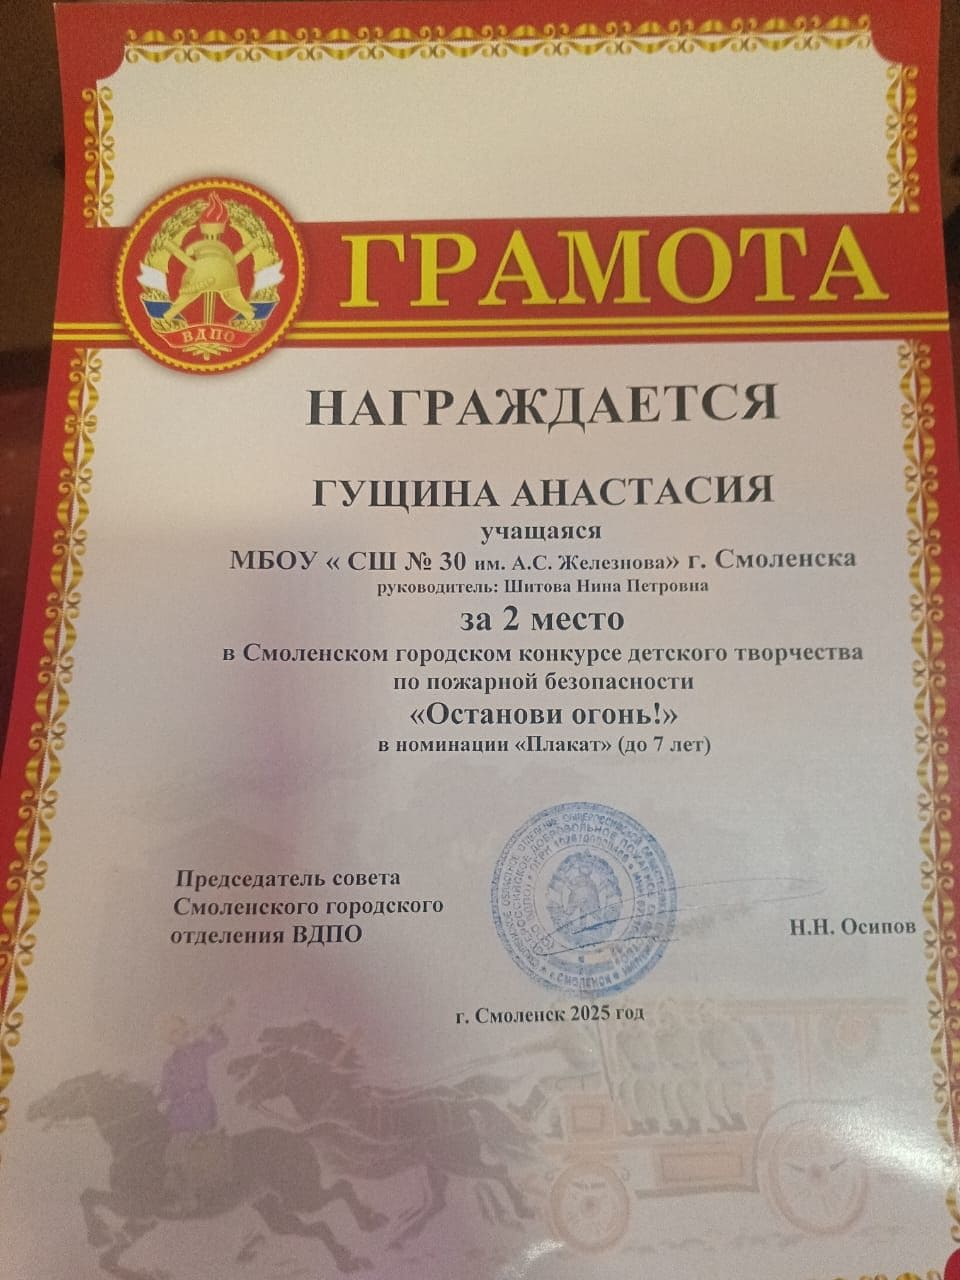 ГРАМОТА
ВДПО
НАГРАЖДАЕТСЯ
ГУЩИНА АНАСТАСИЯ
учащаяся
МБОУ « СШ № 30 им. А.С. Железнова» г. Смоленска
руководитель: Шитова Нина Петровна
за 2 место
в Смоленском городском конкурсе детского творчества
по пожарной безопасности
«Останови огонь!»
в номинации «Плакат» (до 7 лет)
Председатель совета
Смоленского городского
отделения ВДПО
Н.Н. Осипов
г. Смоленск 2025 год